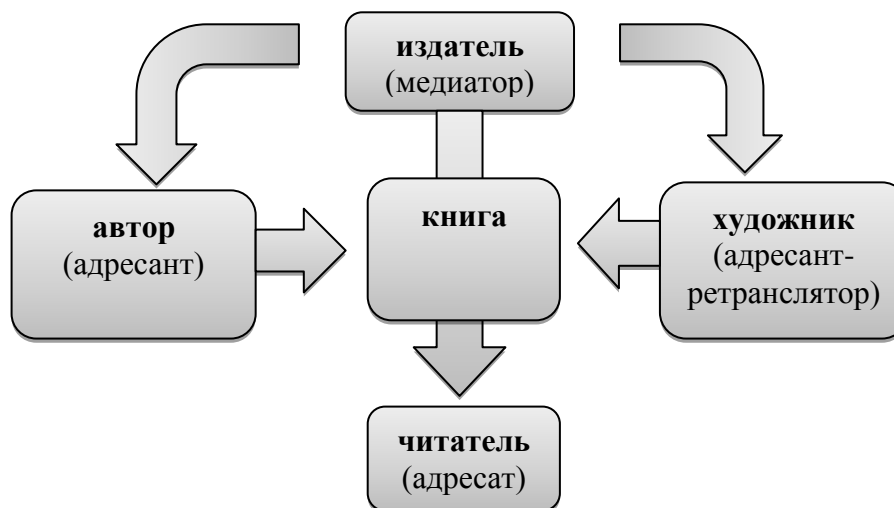 издатель
(медиатор)
автор
(адресант)
книга
художник
(адресант-
ретранслятор)
читатель
(адресат)